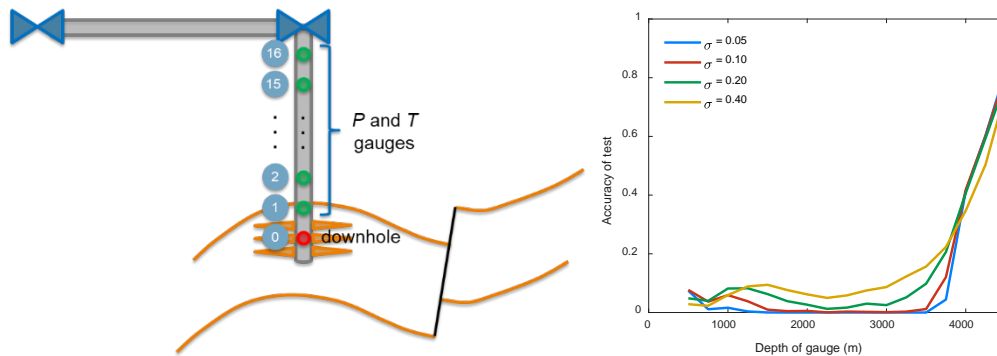 16
15
P and T
gauges
2
1
0
downhole
1
σ = 0.05
σ = 0.10
0.8
σ = 0.20
σ = 0.40
0.6
Accuracy of test
0.4
0.2
0
0
1000
2000
3000
4000
Depth of gauge (m)